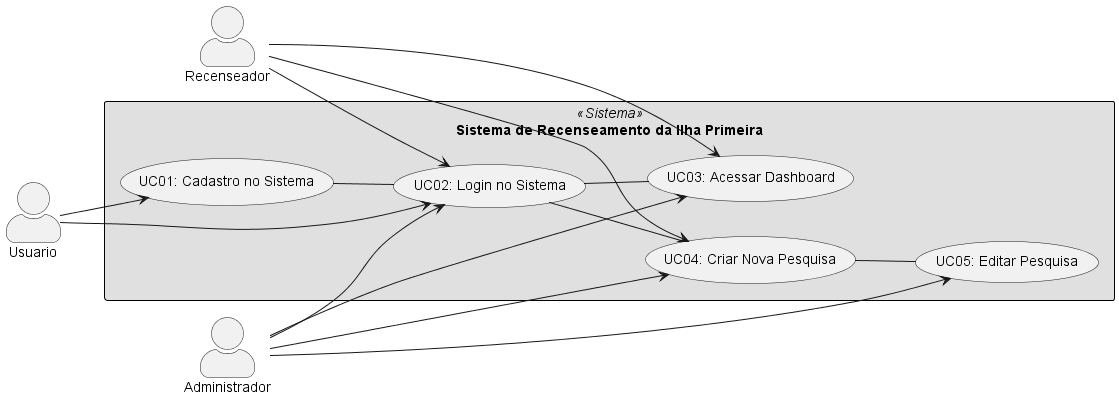 Recenseador
«Sistema»
Sistema de Recenseamento da Ilha Primeira
UC01: Cadastro no Sistema
UC02: Login no Sistema
UC03: Acessar Dashboard
Usuario
UC04: Criar Nova Pesquisa
UC05: Editar Pesquisa
Administrador